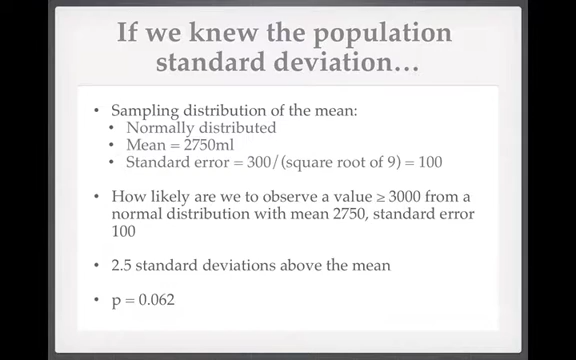 If we knew the population
standard deviation…
• Sampling distribution of the mean:
• Normally distributed
• Mean = 2750ml
• Standard error = 300/(square root of 9) = 100
• How likely are we to observe a value ≥ 3000 from a
normal distribution with mean 2750, standard error
100
• 2.5 standard deviations above the mean
• p = 0.062